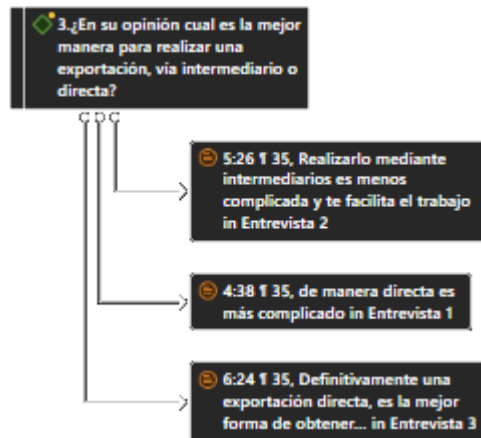 3.¿En su opinión cual es la mejor
manera para realizar una
exportación, via intermediario o
directa?
5:26 ¶ 35, Realizarlo mediante
intermediarios es menos
complicada y te facilita el trabajo
in Entrevista 2
4:38 ¶ 35, de manera directa es
más complicado in Entrevista 1
6:24 ¶ 35, Definitivamente una
exportación directa, es la mejor
forma de obtener... in Entrevista 3